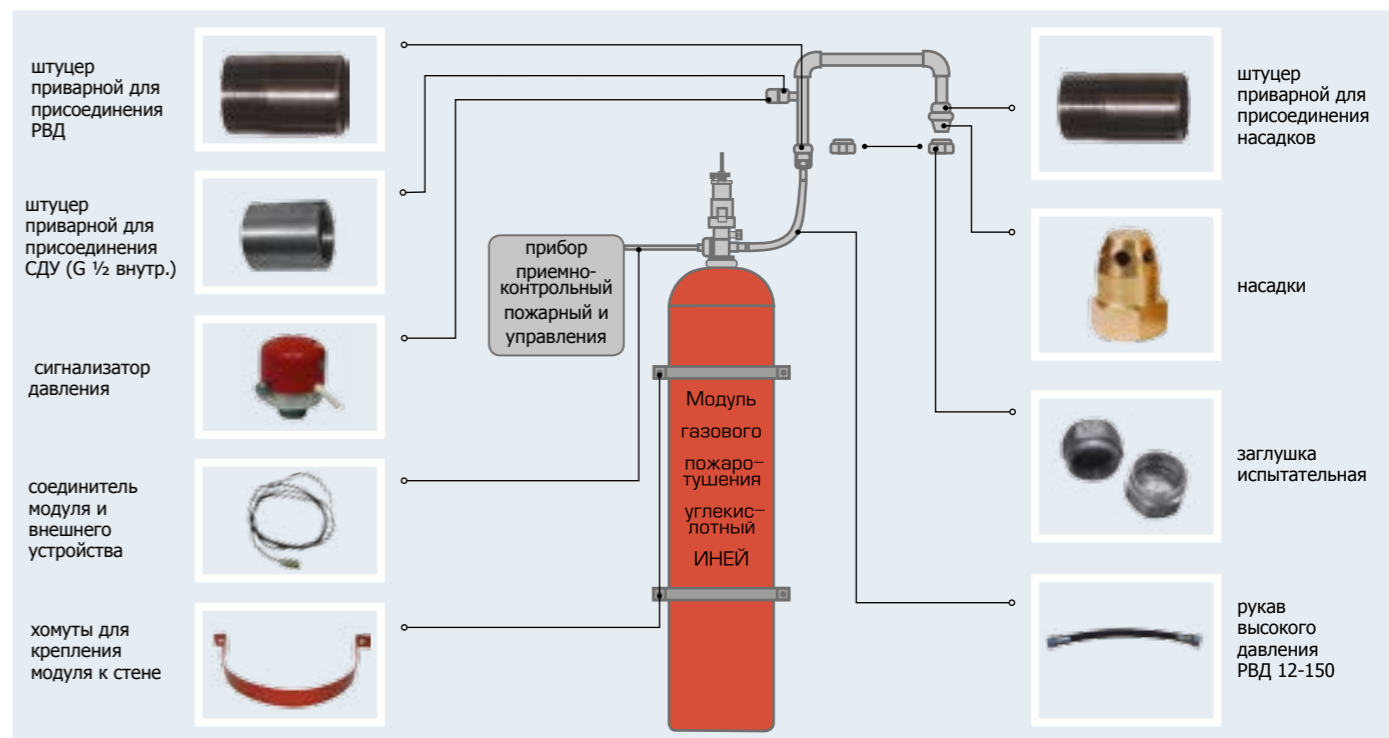 штуцер
приварной для
присоединения
РВД
штуцер
приварной для
присоединения
СДУ (G ½ внутр.)
сигнализатор
давления
соединитель
модуля и
внешнего
устройства
хомуты для
крепления
модуля к стене
прибор
приемно-
контрольный
пожарный и
управления
Модуль
газового
пожаро-
тушения
углекис-
лотный
ИНЕЙ
штуцер
приварной для
присоединения
насадков
насадки
заглушка
испытательная
рукав
высокого
давления
РВД 12-150